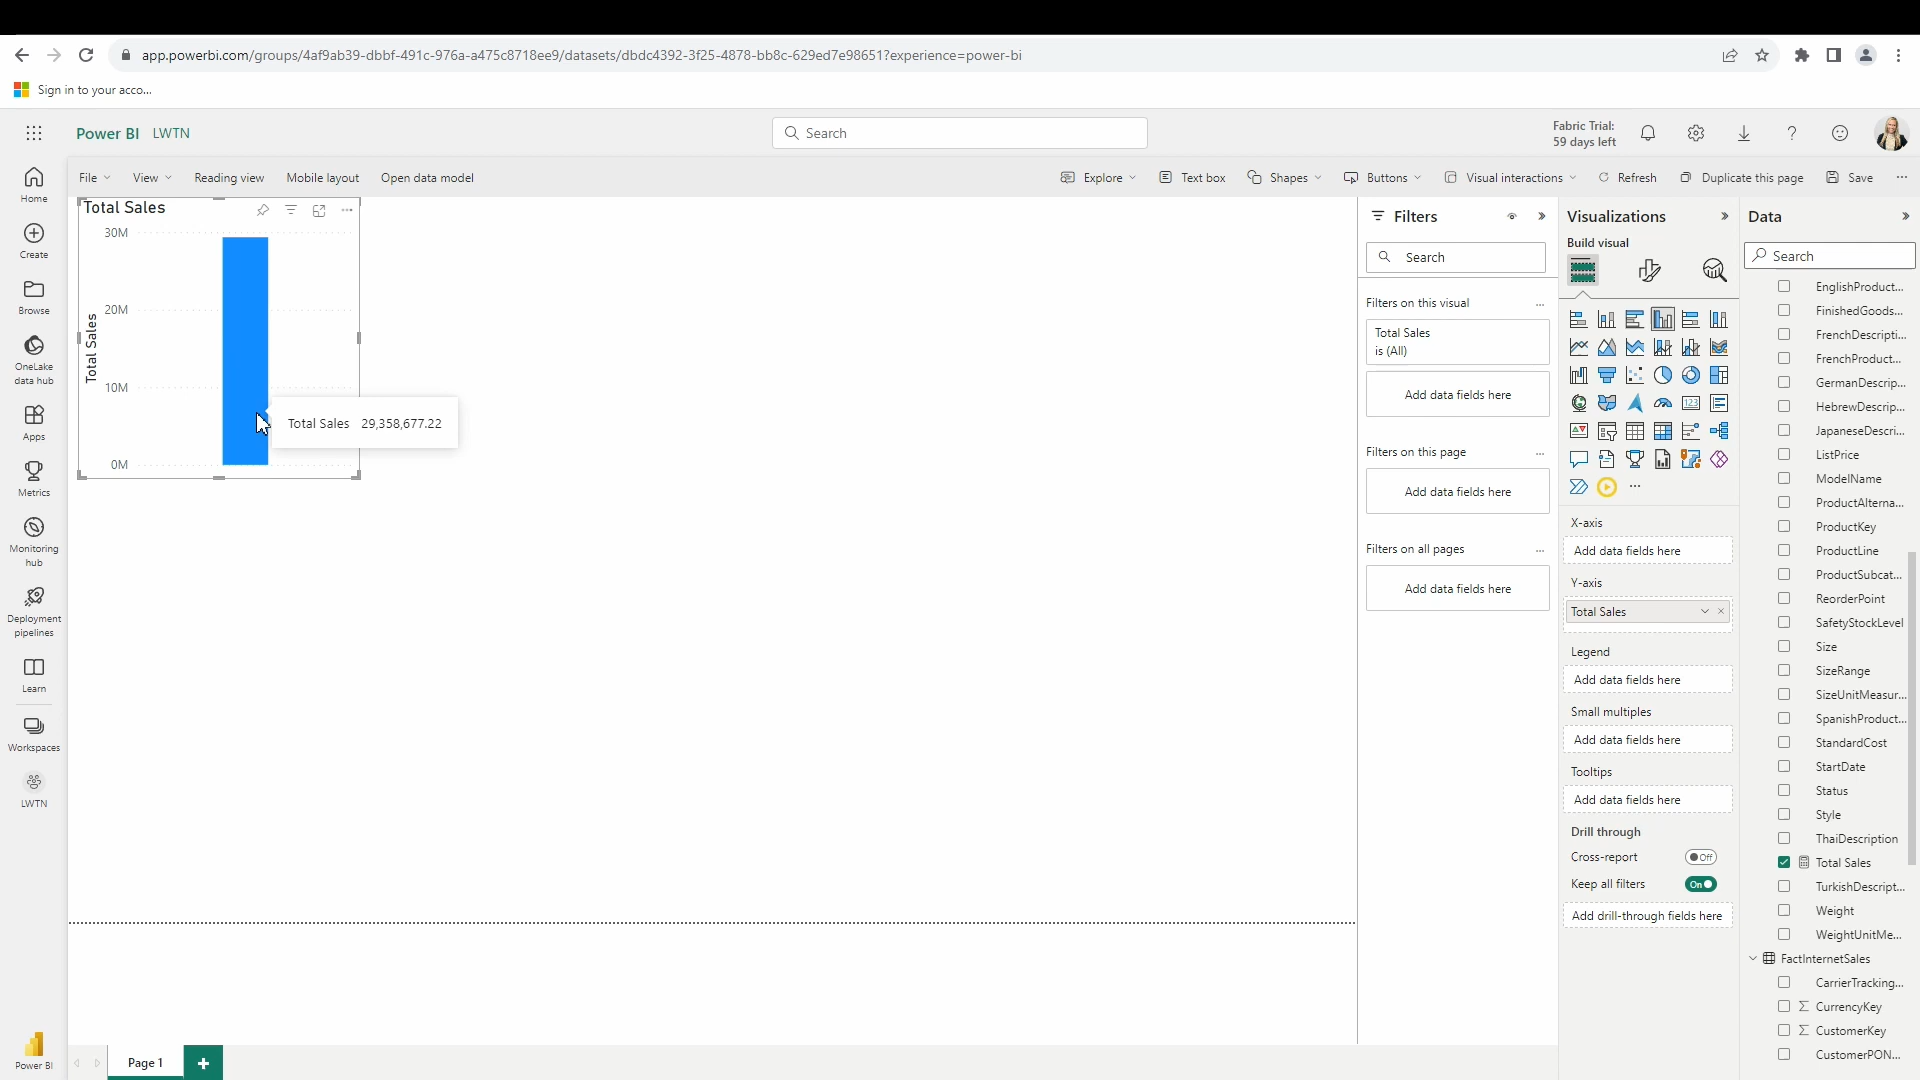 app.powerbi.com/groups/4af9ab39-dbbf-491c-976a-a475c8718ee9/datasets/dbdc4392-3f25-4878-bb8c-629ed7e98651?experience=power-bi
Sign in to your acco...
Power BI LWTN
Search
Fabric Trial:
59 days left
File View Reading view Mobile layout Open data model
Explore Text box Shapes Buttons Visual interactions Refresh Duplicate this page Save
Home
Create
Browse
OneLake
data hub
Apps
Metrics
Monitoring
hub
Deployment
pipelines
Learn
Workspaces
LWTN
Power BI
Total Sales
30M
20M
10M
0M
Total Sales
Total Sales 29,358,677.22
Page 1
Filters
Search
Filters on this visual
Total Sales
is (All)
Add data fields here
Filters on this page
Add data fields here
Filters on all pages
Add data fields here
Visualizations
Build visual
123
X-axis
Add data fields here
Y-axis
Total Sales
Legend
Add data fields here
Small multiples
Add data fields here
Tooltips
Add data fields here
Drill through
Cross-report Off
Keep all filters On
Add drill-through fields here
Data
Search
EnglishProduct...
FinishedGoods...
FrenchDescripti...
FrenchProduct...
GermanDescrip...
HebrewDescrip...
JapaneseDescri...
ListPrice
ModelName
ProductAlterna...
ProductKey
ProductLine
ProductSubcat...
ReorderPoint
SafetyStockLevel
Size
SizeRange
SizeUnitMeasur...
SpanishProduct...
StandardCost
StartDate
Status
Style
ThaiDescription
Total Sales
TurkishDescript...
Weight
WeightUnitMe...
FactInternetSales
CarrierTracking...
CurrencyKey
CustomerKey
CustomerPON...